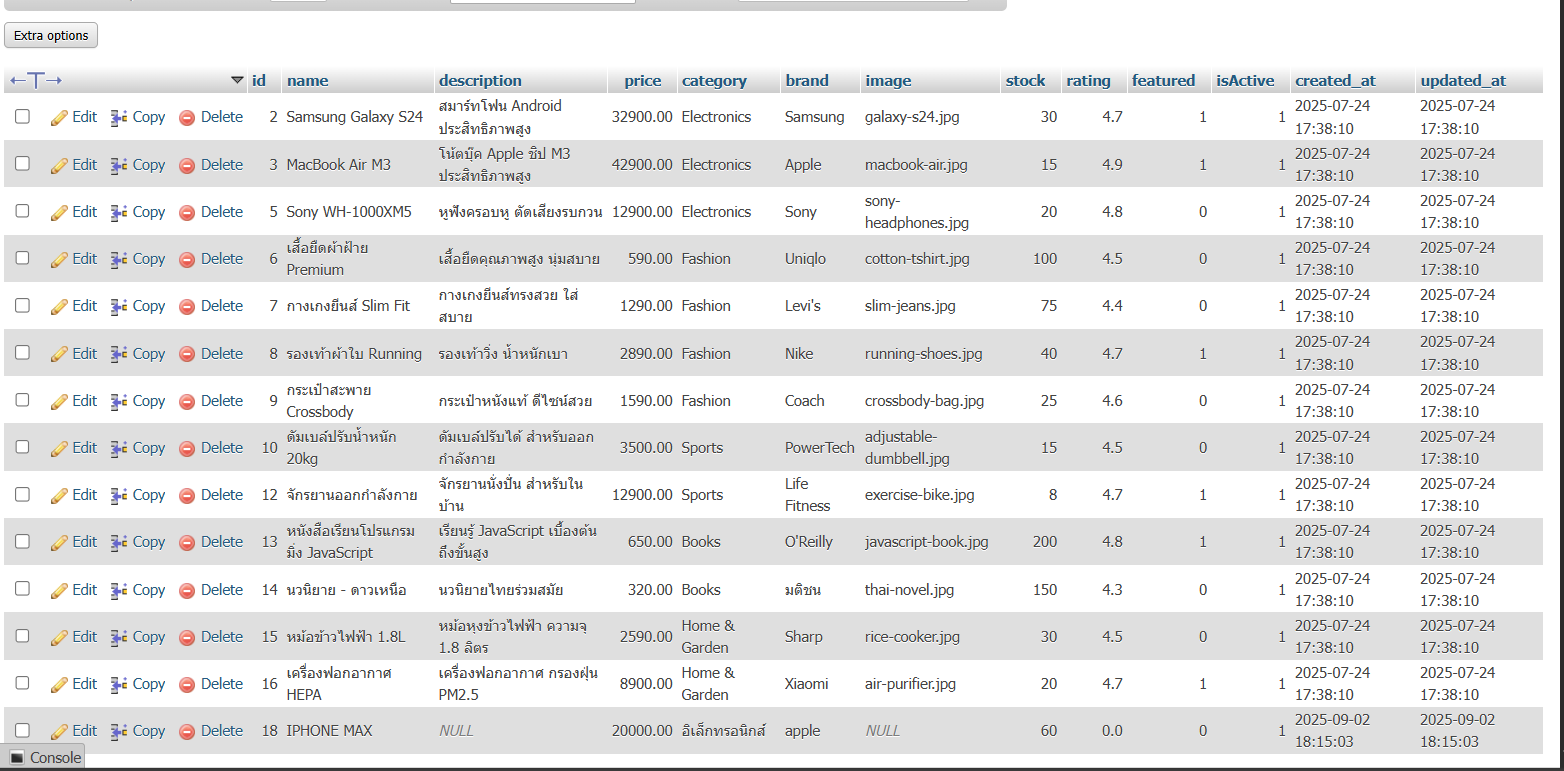 Extra options
←T→ id name description price category brand image stock rating featured isActive created_at updated_at
Edit Copy Delete 2 Samsung Galaxy S24 สมาร์ทโฟน Android ประสิทธิภาพสูง 32900.00 Electronics Samsung galaxy-s24.jpg 30 4.7 1 1 2025-07-24 17:38:10 2025-07-24 17:38:10
Edit Copy Delete 3 MacBook Air M3 โน้ตบุ๊ค Apple ชิป M3 ประสิทธิภาพสูง 42900.00 Electronics Apple macbook-air.jpg 15 4.9 1 1 2025-07-24 17:38:10 2025-07-24 17:38:10
Edit Copy Delete 5 Sony WH-1000XM5 หูฟังครอบหู ตัดเสียงรบกวน 12900.00 Electronics Sony sony-headphones.jpg 20 4.8 0 1 2025-07-24 17:38:10 2025-07-24 17:38:10
Edit Copy Delete 6 เสื้อยืดผ้าฝ้าย Premium เสื้อยืดคุณภาพสูง นุ่มสบาย 590.00 Fashion Uniqlo cotton-tshirt.jpg 100 4.5 0 1 2025-07-24 17:38:10 2025-07-24 17:38:10
Edit Copy Delete 7 กางเกงยีนส์ Slim Fit กางเกงยีนส์ทรงสวย ใส่สบาย 1290.00 Fashion Levi's slim-jeans.jpg 75 4.4 0 1 2025-07-24 17:38:10 2025-07-24 17:38:10
Edit Copy Delete 8 รองเท้าผ้าใบ Running รองเท้าวิ่ง น้ำหนักเบา 2890.00 Fashion Nike running-shoes.jpg 40 4.7 1 1 2025-07-24 17:38:10 2025-07-24 17:38:10
Edit Copy Delete 9 กระเป๋าสะพาย Crossbody กระเป๋าหนังแท้ ดีไซน์สวย 1590.00 Fashion Coach crossbody-bag.jpg 25 4.6 0 1 2025-07-24 17:38:10 2025-07-24 17:38:10
Edit Copy Delete 10 ดัมเบล์ปรับน้ำหนัก 20kg ดัมเบล์ปรับได้ สำหรับออกกำลังกาย 3500.00 Sports PowerTech adjustable-dumbbell.jpg 15 4.5 0 1 2025-07-24 17:38:10 2025-07-24 17:38:10
Edit Copy Delete 12 จักรยานออกกำลังกาย จักรยานนั่งปั่น สำหรับในบ้าน 12900.00 Sports Life Fitness exercise-bike.jpg 8 4.7 1 1 2025-07-24 17:38:10 2025-07-24 17:38:10
Edit Copy Delete 13 หนังสือเรียนโปรแกรมมิ่ง JavaScript เรียนรู้ JavaScript เบื้องต้นถึงขั้นสูง 650.00 Books O'Reilly javascript-book.jpg 200 4.8 1 1 2025-07-24 17:38:10 2025-07-24 17:38:10
Edit Copy Delete 14 นวนิยาย - ดาวเหนือ นวนิยายไทยร่วมสมัย 320.00 Books มติชน thai-novel.jpg 150 4.3 0 1 2025-07-24 17:38:10 2025-07-24 17:38:10
Edit Copy Delete 15 หม้อข้าวไฟฟ้า 1.8L หม้อหุงข้าวไฟฟ้า ความจุ 1.8 ลิตร 2590.00 Home & Garden Sharp rice-cooker.jpg 30 4.5 0 1 2025-07-24 17:38:10 2025-07-24 17:38:10
Edit Copy Delete 16 เครื่องฟอกอากาศ HEPA เครื่องฟอกอากาศ กรองฝุ่น PM2.5 8900.00 Home & Garden Xiaomi air-purifier.jpg 20 4.7 1 1 2025-07-24 17:38:10 2025-07-24 17:38:10
Edit Copy Delete 18 IPHONE MAX NULL 20000.00 อิเล็กทรอนิกส์ apple NULL 60 0.0 0 1 2025-09-02 18:15:03 2025-09-02 18:15:03
Console